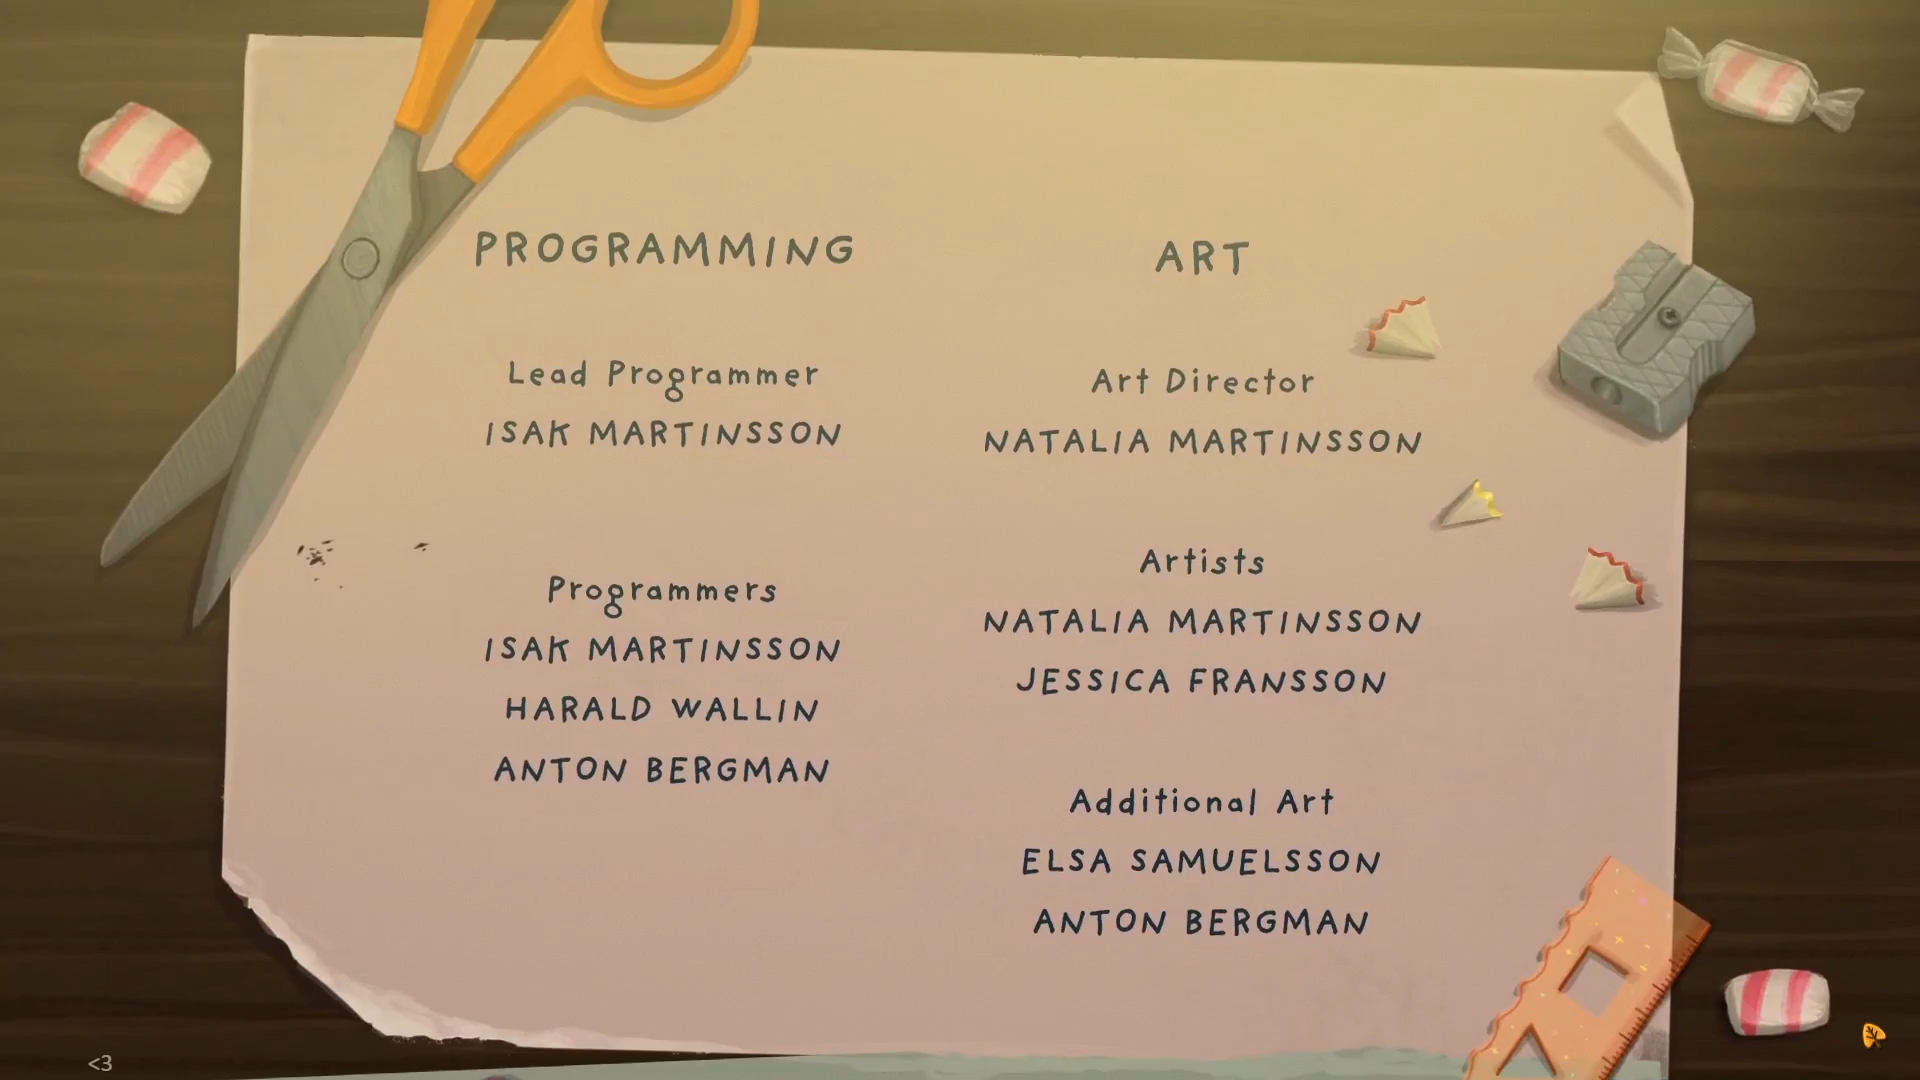 PROGRAMMING
Lead Programmer
ISAK MARTINSSON
Programmers
ISAK MARTINSSON
HARALD WALLIN
ANTON BERGMAN
ART
Art Director
NATALIA MARTINSSON
Artists
NATALIA MARTINSSON
JESSICA FRANSSON
Additional Art
ELSA SAMUELSSON
ANTON BERGMAN
<3